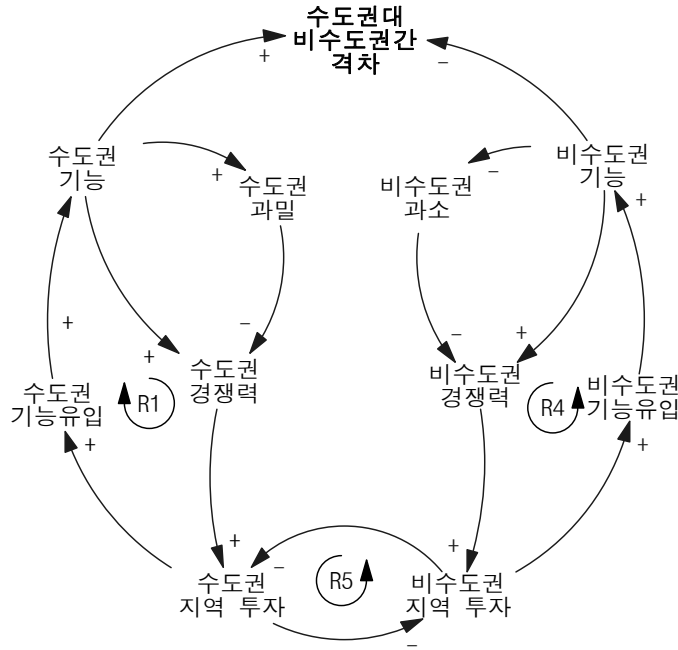 수도권대
비수도권간
격차
+
−
수도권
기능
비수도권
기능
+
수도권
과밀
비수도권
과소
−
+
+
−
+
−
+
수도권
경쟁력
비수도권
경쟁력
수도권
기능유입
R1
R4
비수도권
기능유입
+
+
+
−
+
R5
수도권
지역 투자
비수도권
지역 투자
−